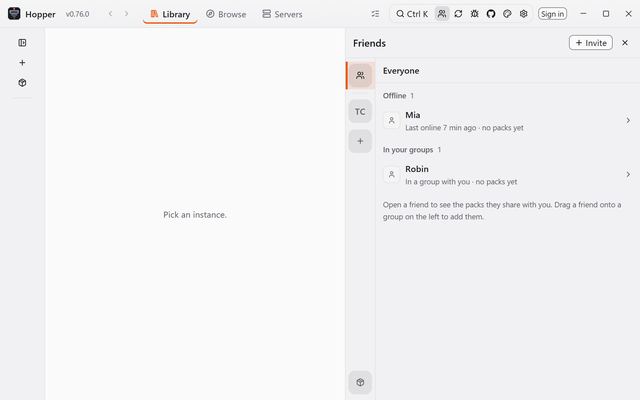 Hopper v0.76.0 Library Browse Servers Ctrl K Sign in
Friends Invite
Everyone
TC
Offline 1
Mia
Last online 7 min ago · no packs yet
In your groups 1
Robin
In a group with you · no packs yet
Open a friend to see the packs they share with you. Drag a friend onto a
group on the left to add them.
Pick an instance.